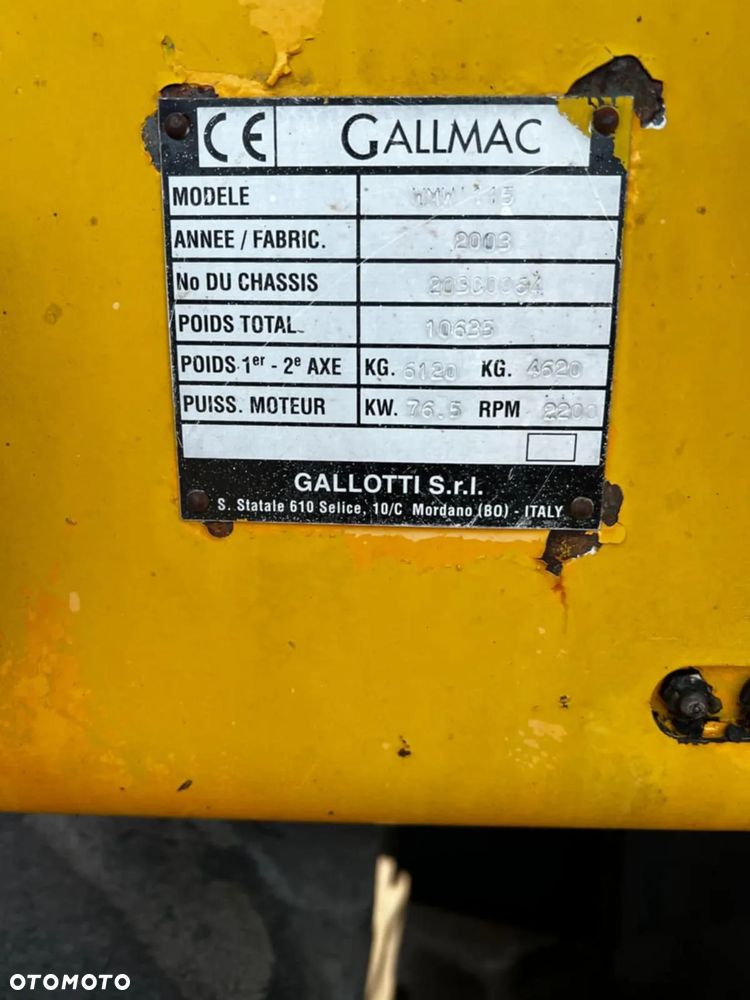 CE GALLMAC
MODELE
ANNEE / FABRIC. 2003
No DU CHASSIS
POIDS TOTAL 10635
POIDS 1er - 2e AXE KG. 6120 KG. 4620
PUISS. MOTEUR KW. 76.5 RPM 2200
GALLOTTI S.r.l.
S. Statale 610 Selice, 10/C Mordano (BO) - ITALY
OTOMOTO